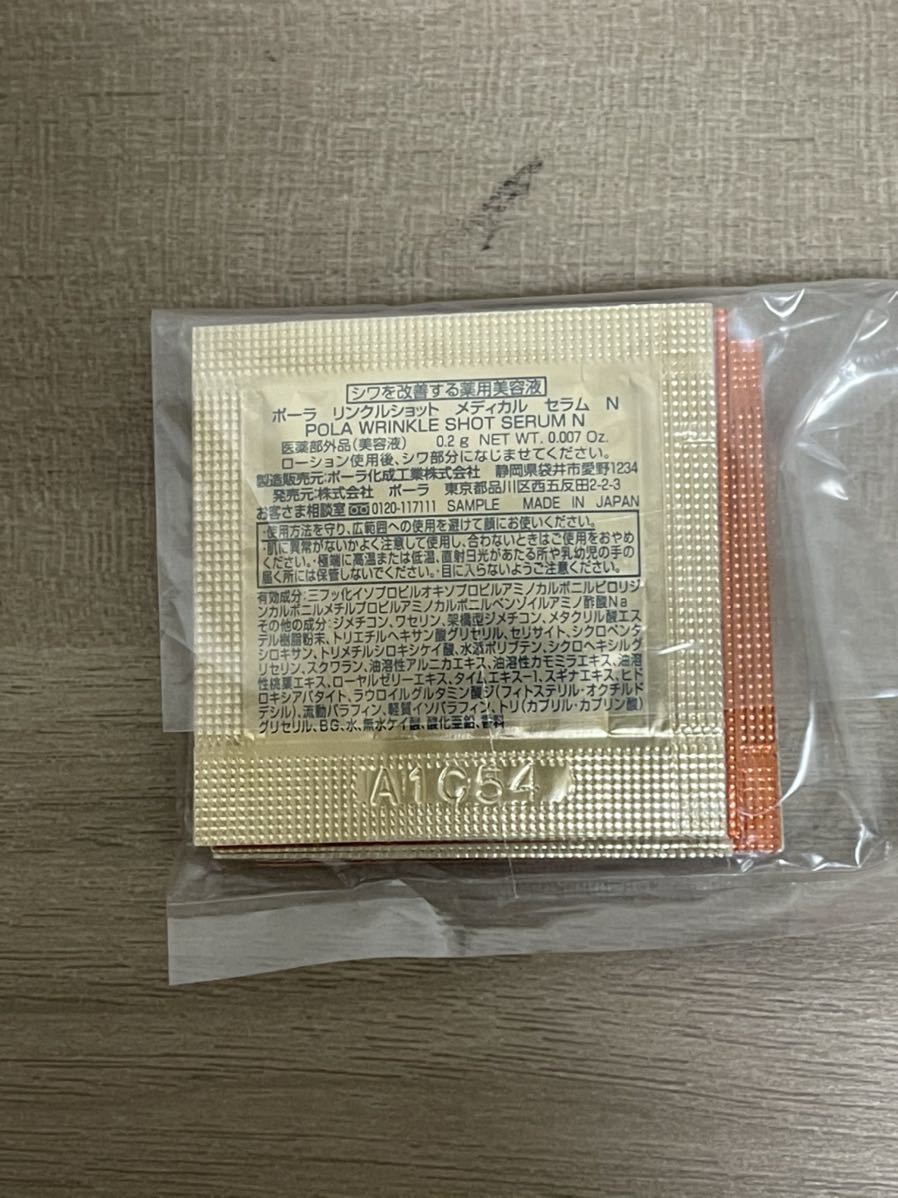 シワを改善する薬用美容液
ポーラ リンクルショット メディカル セラム N
POLA WRINKLE SHOT SERUM N
医薬部外品(美容液) 0.2g NET WT. 0.007 Oz.
ローション使用後、シワ部分になじませてください。
製造販売元:ポーラ化成工業株式会社 静岡県袋井市愛野1234
発売元:株式会社 ポーラ 東京都品川区西五反田2-2-3
お客さま相談室 0120-117111 SAMPLE MADE IN JAPAN
・使用方法を守り、広範囲への使用を避けて顔にお使いください。
・肌に異常がないかよく注意して使用し、合わないときはご使用をおやめ
ください。・極端に高温または低温、直射日光があたる所や乳幼児の手の
届く所には保管しないでください。・目に入らないようご注意ください。
有効成分:三フッ化イソプロピルオキソプロピルアミノカルボニルピロリジ
ンカルボニルメチルプロピルアミノカルボニルベンゾイルアミノ酢酸Na
その他の成分:ジメチコン、ワセリン、架橋型ジメチコン、メタクリル酸エス
テル樹脂粉末、トリエチルヘキサン酸グリセリル、セリサイト、シクロペンタ
シロキサン、トリメチルシロキシケイ酸、水添ポリブテン、シクロヘキシルグ
リセリン、スクワラン、油溶性アルニカエキス、油溶性カモミラエキス、油溶
性桃葉エキス、ローヤルゼリーエキス、タイムエキス-1、スギナエキス、ヒド
ロキシアパタイト、ラウロイルグルタミン酸ジ(フィトステリル・オクチルド
デシル)、流動パラフィン、軽質イソパラフィン、トリ(カプリル・カプリン酸)
グリセリル、BG、水、無水ケイ酸、酸化亜鉛、香料
A1C54